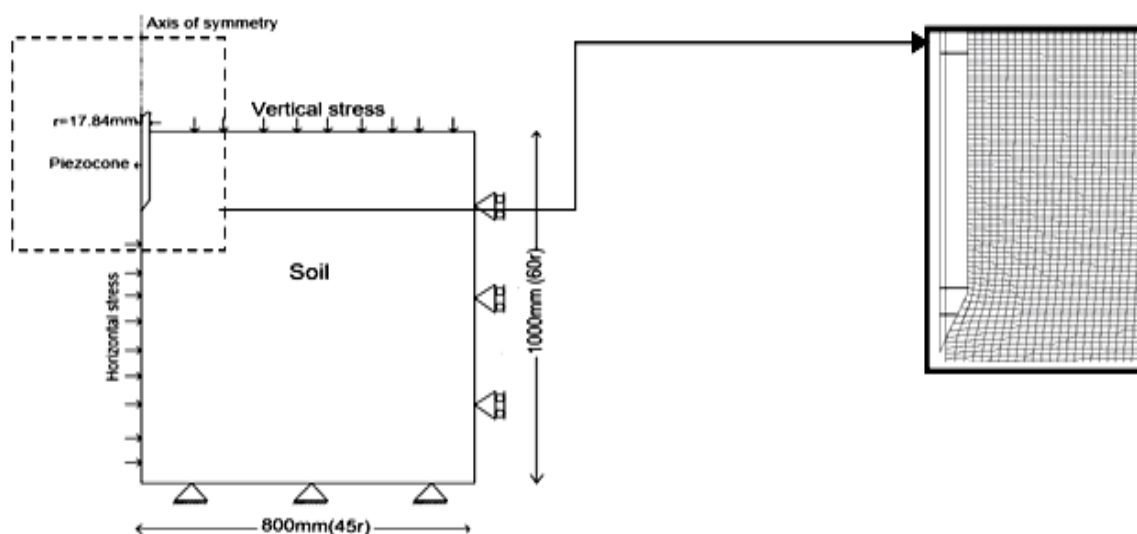 Axis of symmetry
Vertical stress
r=17.84mm
Piezocone
Soil
Horizontal stress
1000mm (60r)
800mm(45r)